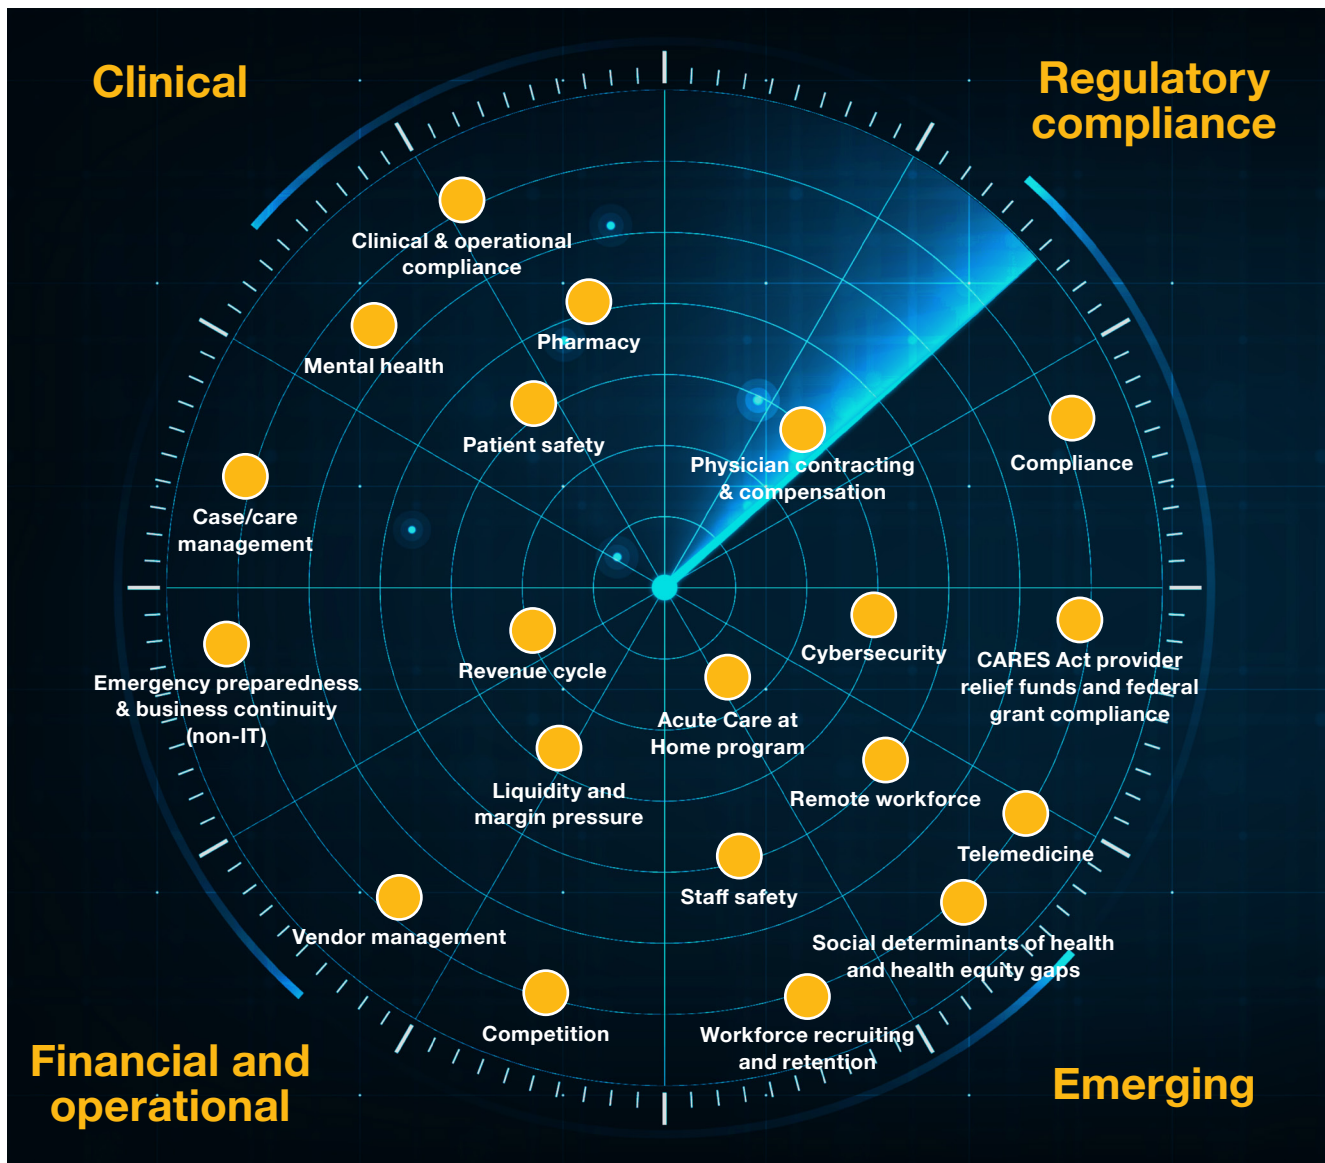 Clinical
Regulatory
compliance
Clinical & operational
compliance
Pharmacy
Mental health
Patient safety
Case/care
management
Physician contracting
& compensation
Compliance
Emergency preparedness
& business continuity
(non-IT)
Revenue cycle
Liquidity and
margin pressure
Vendor management
Competition
Cybersecurity
CARES Act provider
relief funds and federal
grant compliance
Acute Care at
Home program
Remote workforce
Telemedicine
Staff safety
Social determinants of health
and health equity gaps
Workforce recruiting
and retention
Financial and
operational
Emerging